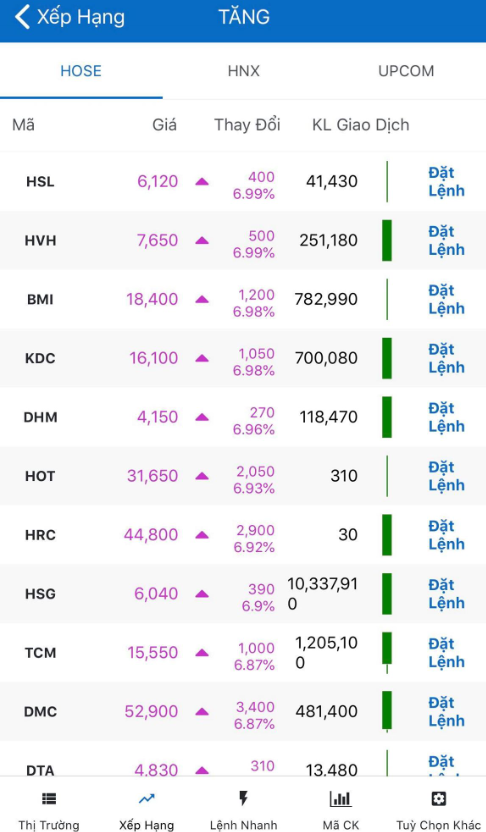 Xếp Hạng TĂNG
HOSE HNX UPCOM
Mã Giá Thay Đổi KL Giao Dịch
HSL 6,120 400 6.99% 41,430 Đặt Lệnh
HVH 7,650 500 6.99% 251,180 Đặt Lệnh
BMI 18,400 1,200 6.98% 782,990 Đặt Lệnh
KDC 16,100 1,050 6.98% 700,080 Đặt Lệnh
DHM 4,150 270 6.96% 118,470 Đặt Lệnh
HOT 31,650 2,050 6.93% 310 Đặt Lệnh
HRC 44,800 2,900 6.92% 30 Đặt Lệnh
HSG 6,040 390 6.9% 10,337,910 Đặt Lệnh
TCM 15,550 1,000 6.87% 1,205,100 Đặt Lệnh
DMC 52,900 3,400 6.87% 481,400 Đặt Lệnh
DTA 4,830 310 13,480 Đặt
Thị Trường Xếp Hạng Lệnh Nhanh Mã CK Tuỳ Chọn Khác